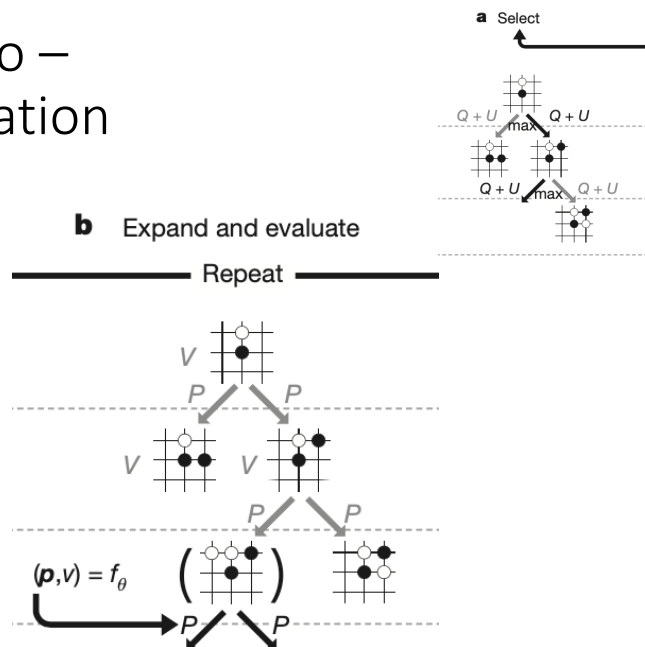 o –
ation
a Select
Q + U max Q + U
Q + U max Q + U
b Expand and evaluate
Repeat
V
P P
V V
P P
(p,v) = fθ ( )
P P